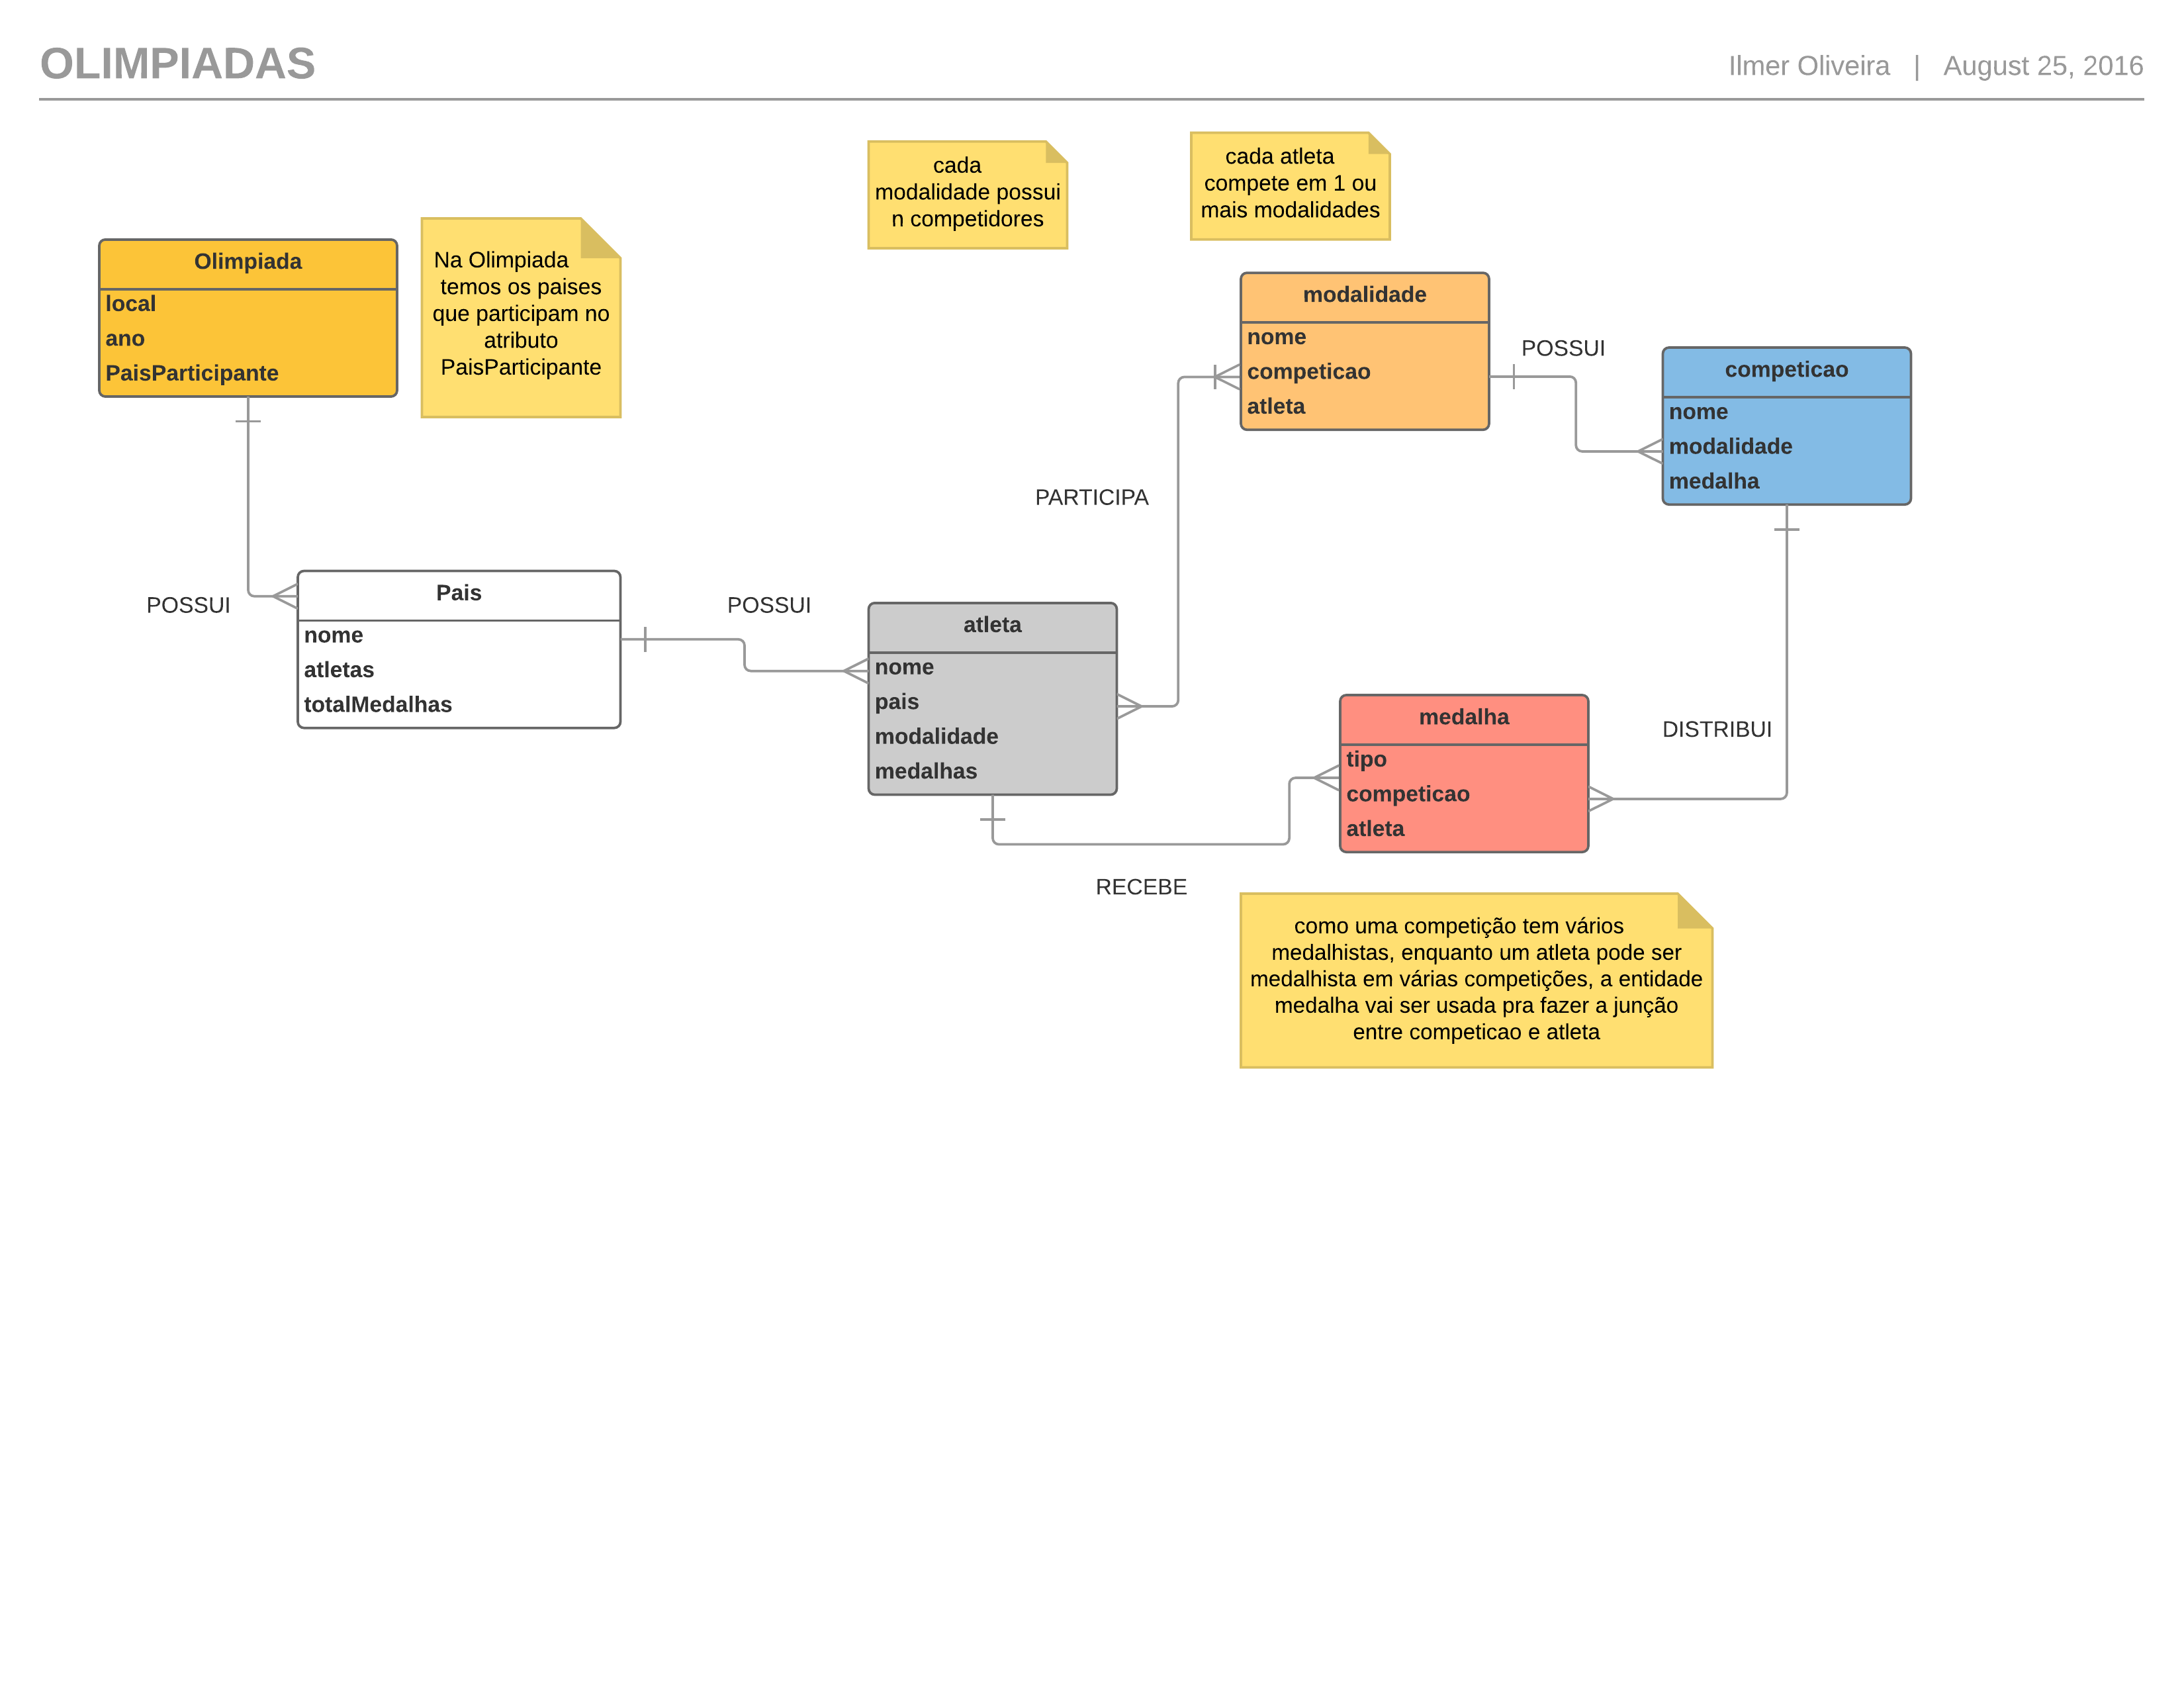 OLIMPIADAS
Ilmer Oliveira | August 25, 2016
cada
modalidade possui
n competidores
cada atleta
compete em 1 ou
mais modalidades
Olimpiada
local
ano
PaisParticipante
Na Olimpiada
temos os paises
que participam no
atributo
PaisParticipante
modalidade
nome
competicao
atleta
POSSUI
competicao
nome
modalidade
medalha
PARTICIPA
POSSUI
Pais
nome
atletas
totalMedalhas
POSSUI
atleta
nome
pais
modalidade
medalhas
medalha
tipo
competicao
atleta
DISTRIBUI
RECEBE
como uma competição tem vários
medalhistas, enquanto um atleta pode ser
medalhista em várias competições, a entidade
medalha vai ser usada pra fazer a junção
entre competicao e atleta